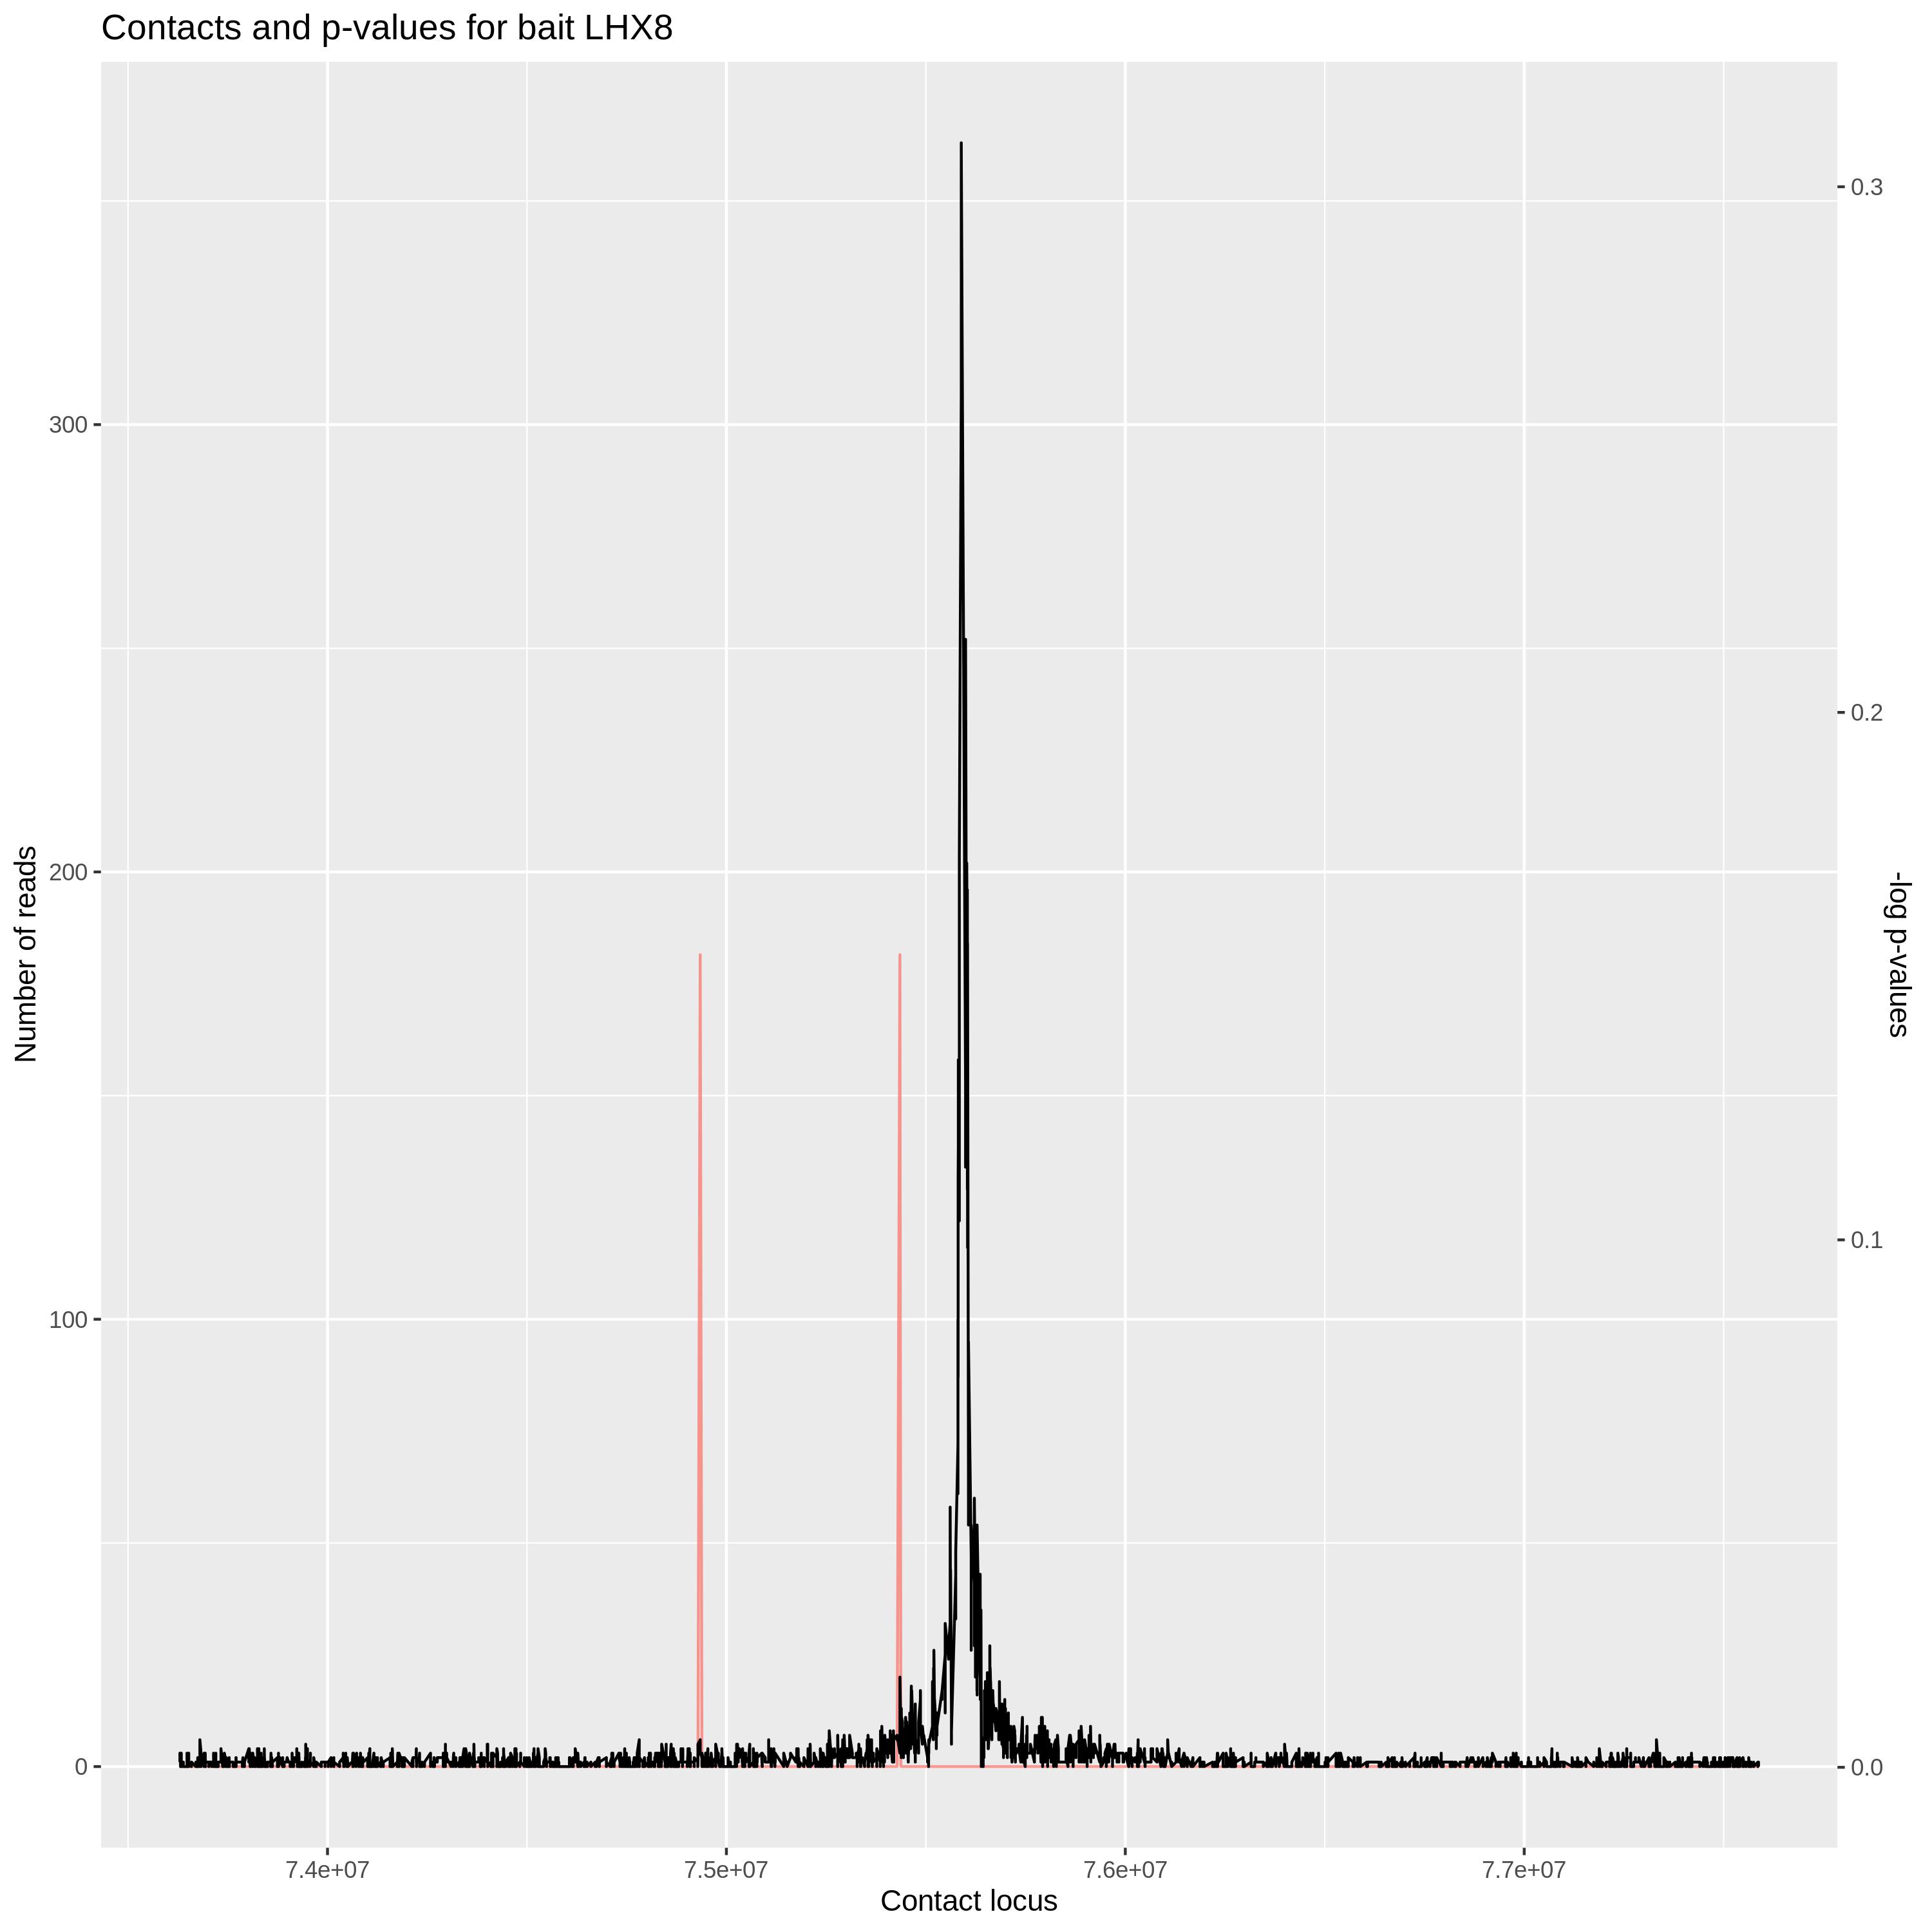 Contacts and p-values for bait LHX8
300
200
100
0
Number of reads
0.3
0.2
0.1
0.0
-log p-values
7.4e+07
7.5e+07
7.6e+07
7.7e+07
Contact locus